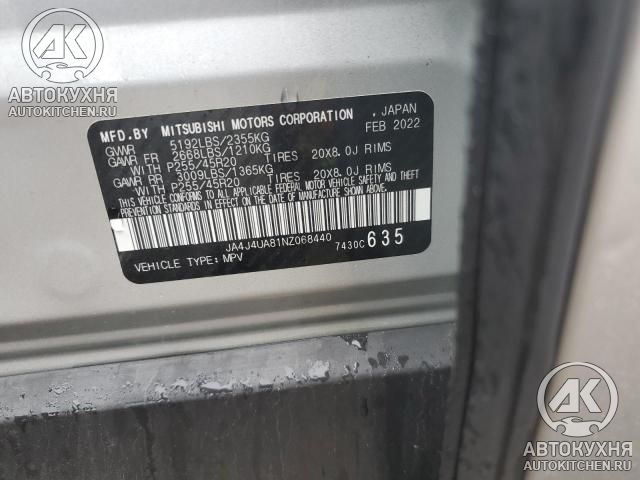 АВТОКУХНЯ
AUTOKITCHEN.RU
MFD.BY MITSUBISHI MOTORS CORPORATION , JAPAN
GVWR 5192LBS/2355KG FEB 2022
GAWR FR 2668LBS/1210KG
WITH P255/45R20 TIRES 20X8.0J RIMS
GAWR RR 3009LBS/1365KG
WITH P255/45R20 TIRES 20X8.0J RIMS
THIS VEHICLE CONFORMS TO ALL APPLICABLE FEDERAL MOTOR VEHICLE SAFETY AND
THEFT PREVENTION STANDARDS IN EFFECT ON THE DATE OF MANUFACTURE SHOWN ABOVE.
JA4J4UA81NZ068440 7430C 635
VEHICLE TYPE: MPV
АК
АВТОКУХНЯ
AUTOKITCHEN.RU